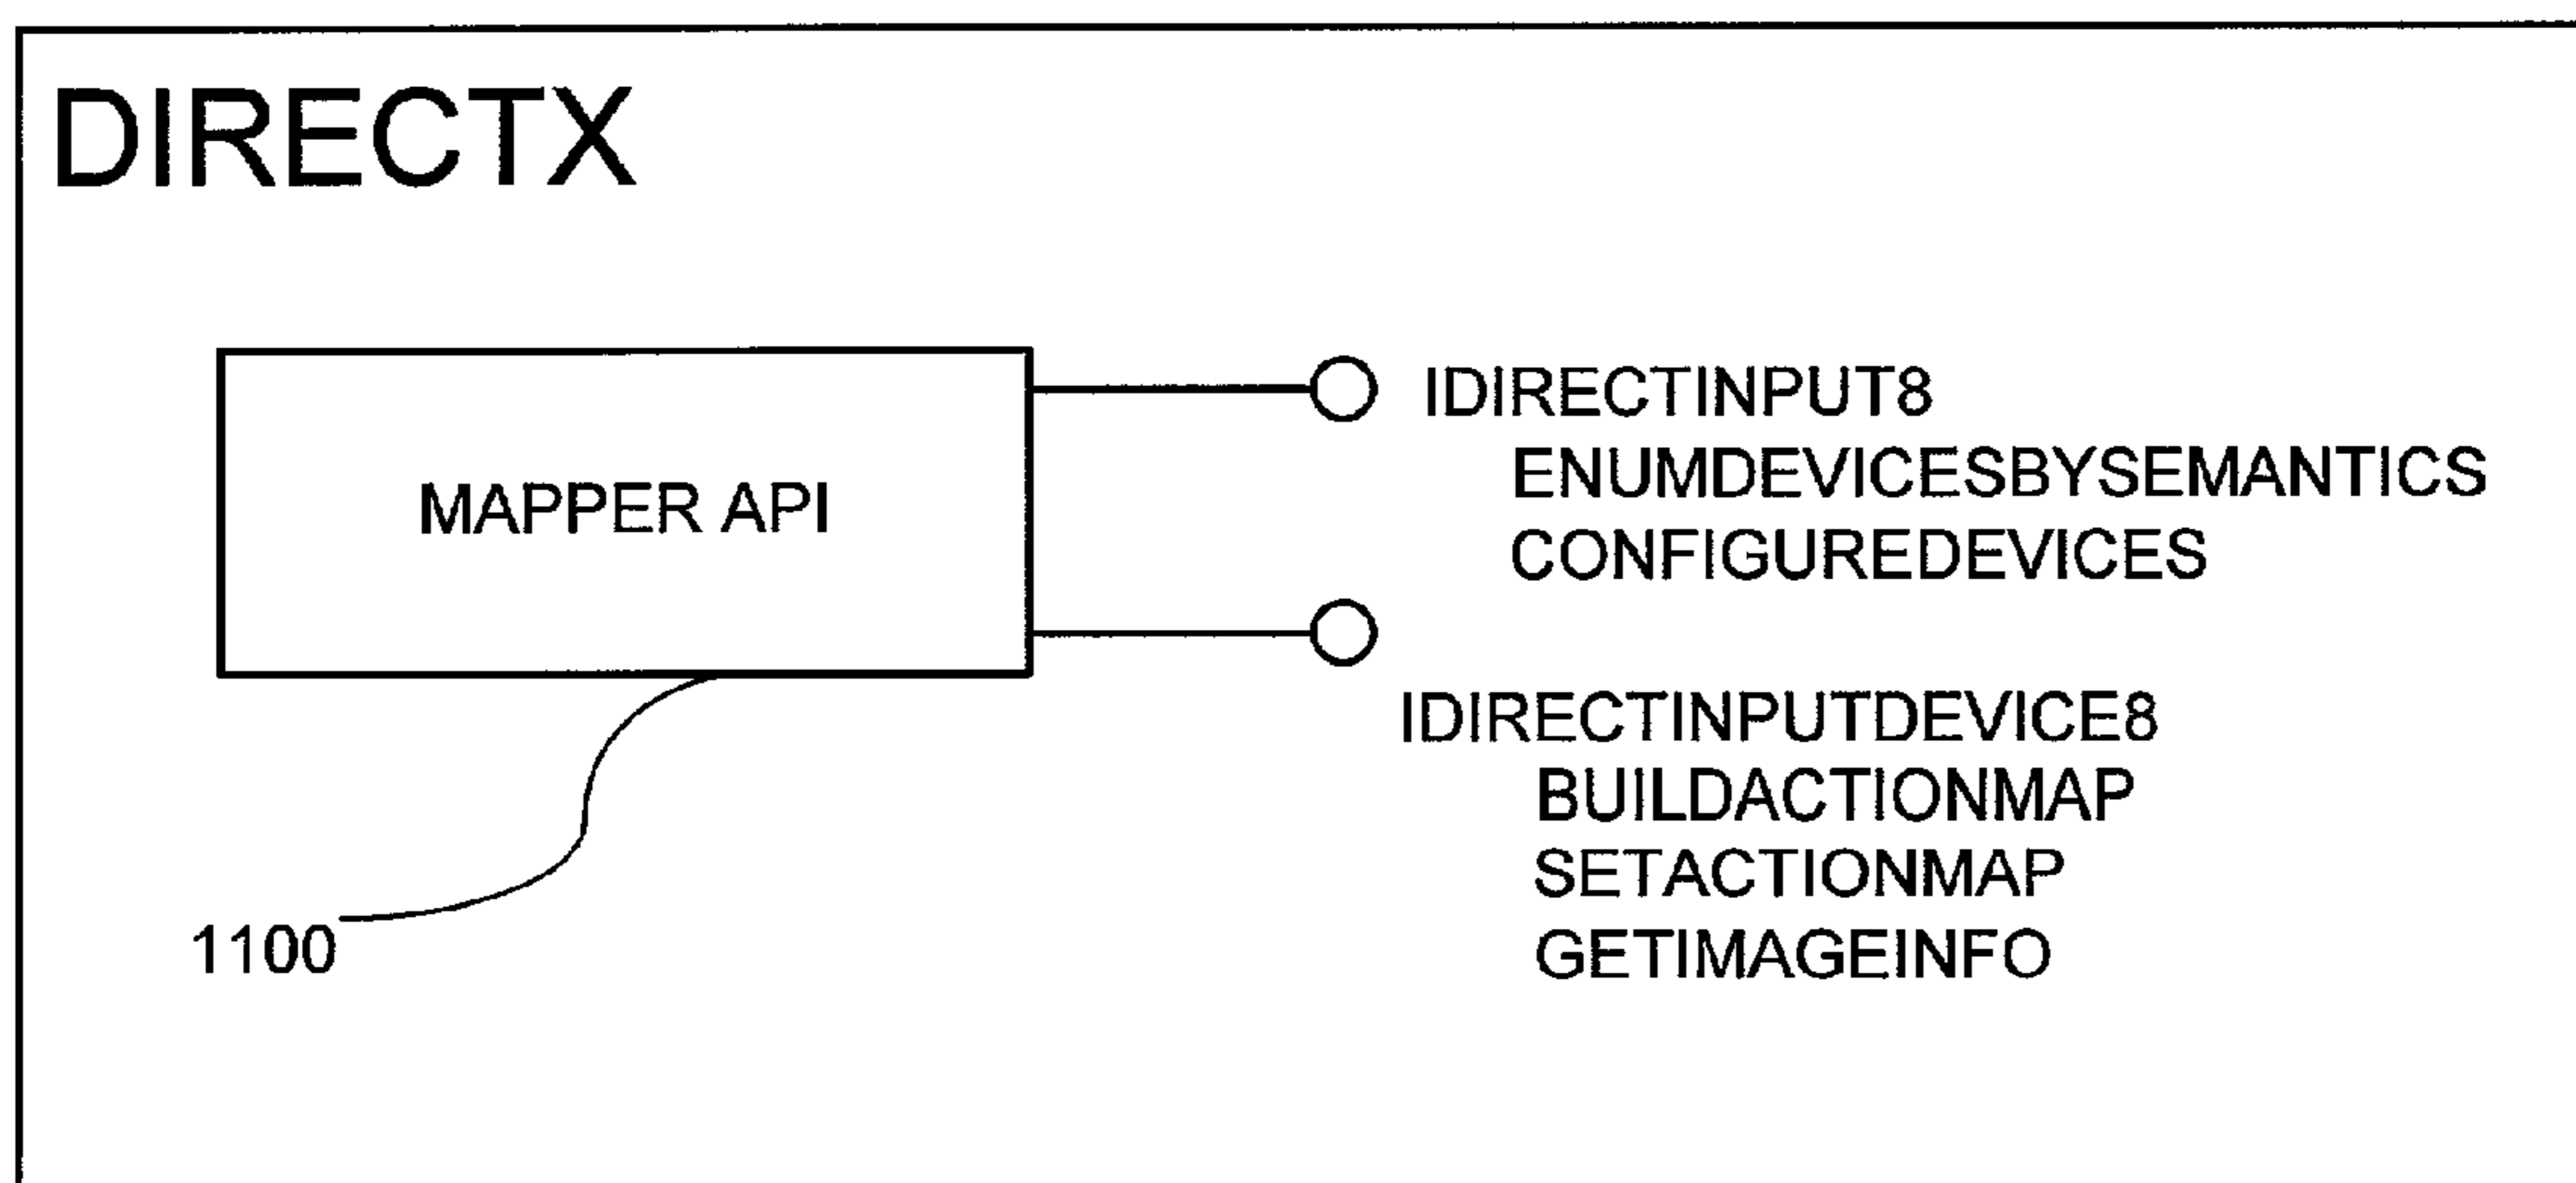 DIRECTX
MAPPER API
IDIRECTINPUT8
ENUMDEVICESBYSEMANTICS
CONFIGUREDEVICES
IDIRECTINPUTDEVICE8
BUILDACTIONMAP
SETACTIONMAP
GETIMAGEINFO
1100